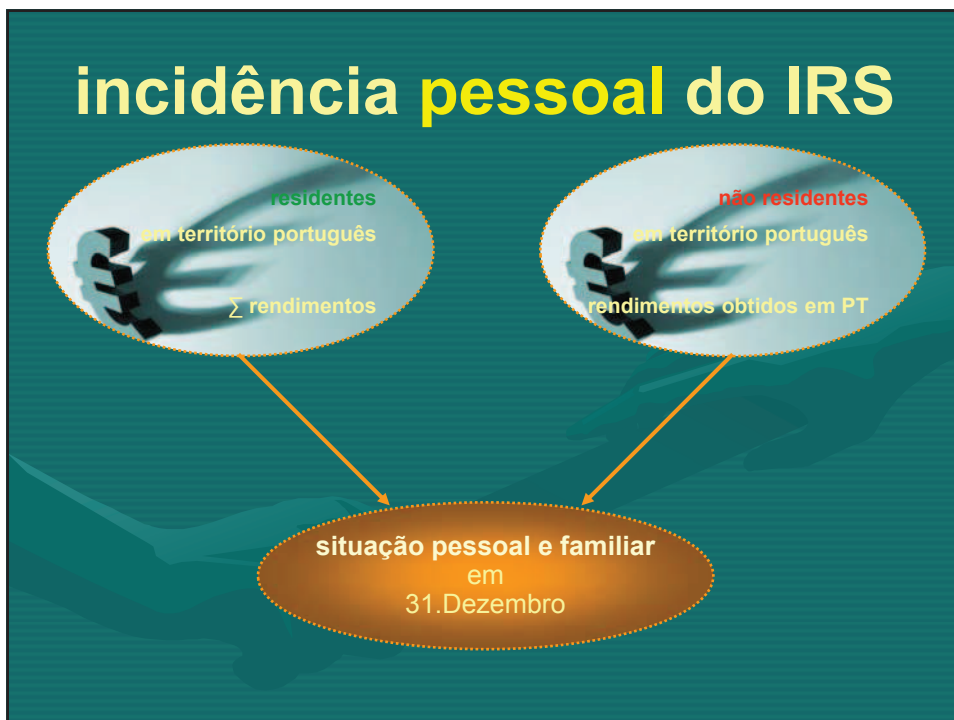 incidência pessoal do IRS
residentes
em território português
∑ rendimentos
não residentes
em território português
rendimentos obtidos em PT
situação pessoal e familiar
em
31.Dezembro